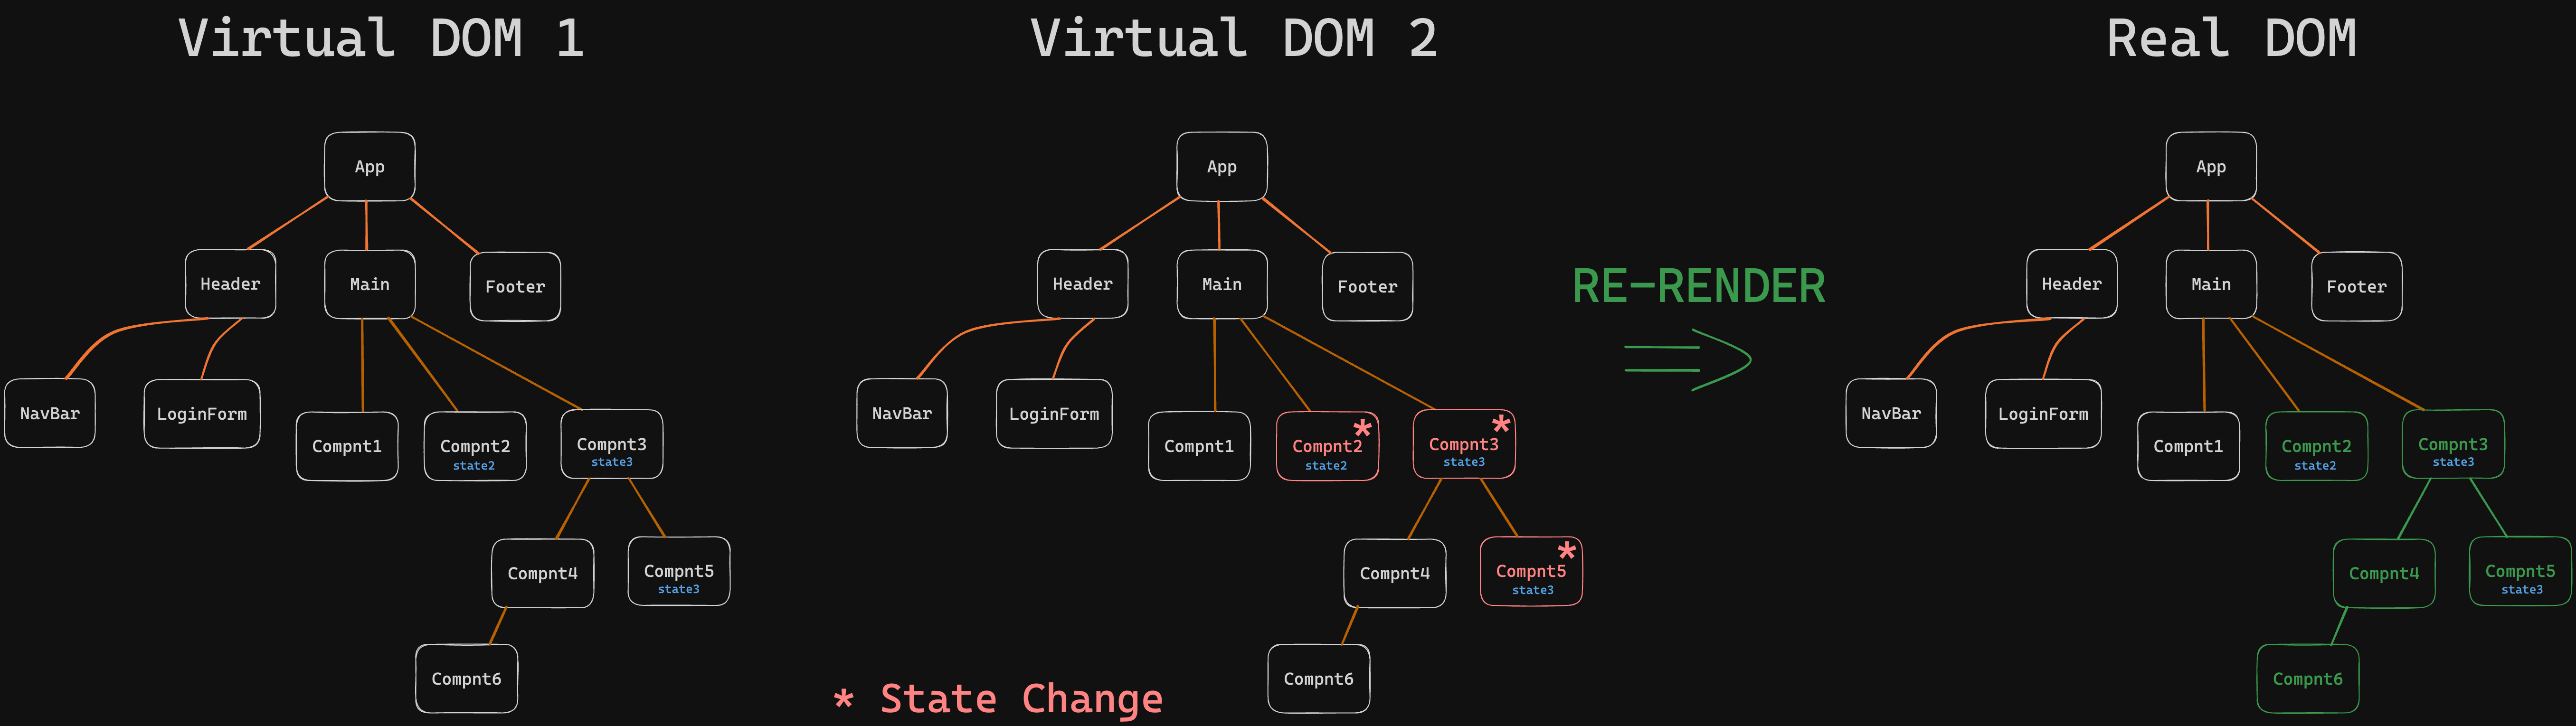 Virtual DOM 1
App
Header
Main
Footer
NavBar
LoginForm
Compnt1
Compnt2
state2
Compnt3
state3
Compnt4
Compnt5
state3
Compnt6
Virtual DOM 2
App
Header
Main
Footer
NavBar
LoginForm
Compnt1
Compnt2 *
state2
Compnt3 *
state3
Compnt4
Compnt5 *
state3
Compnt6
* State Change
RE-RENDER
Real DOM
App
Header
Main
Footer
NavBar
LoginForm
Compnt1
Compnt2
state2
Compnt3
state3
Compnt4
Compnt5
state3
Compnt6